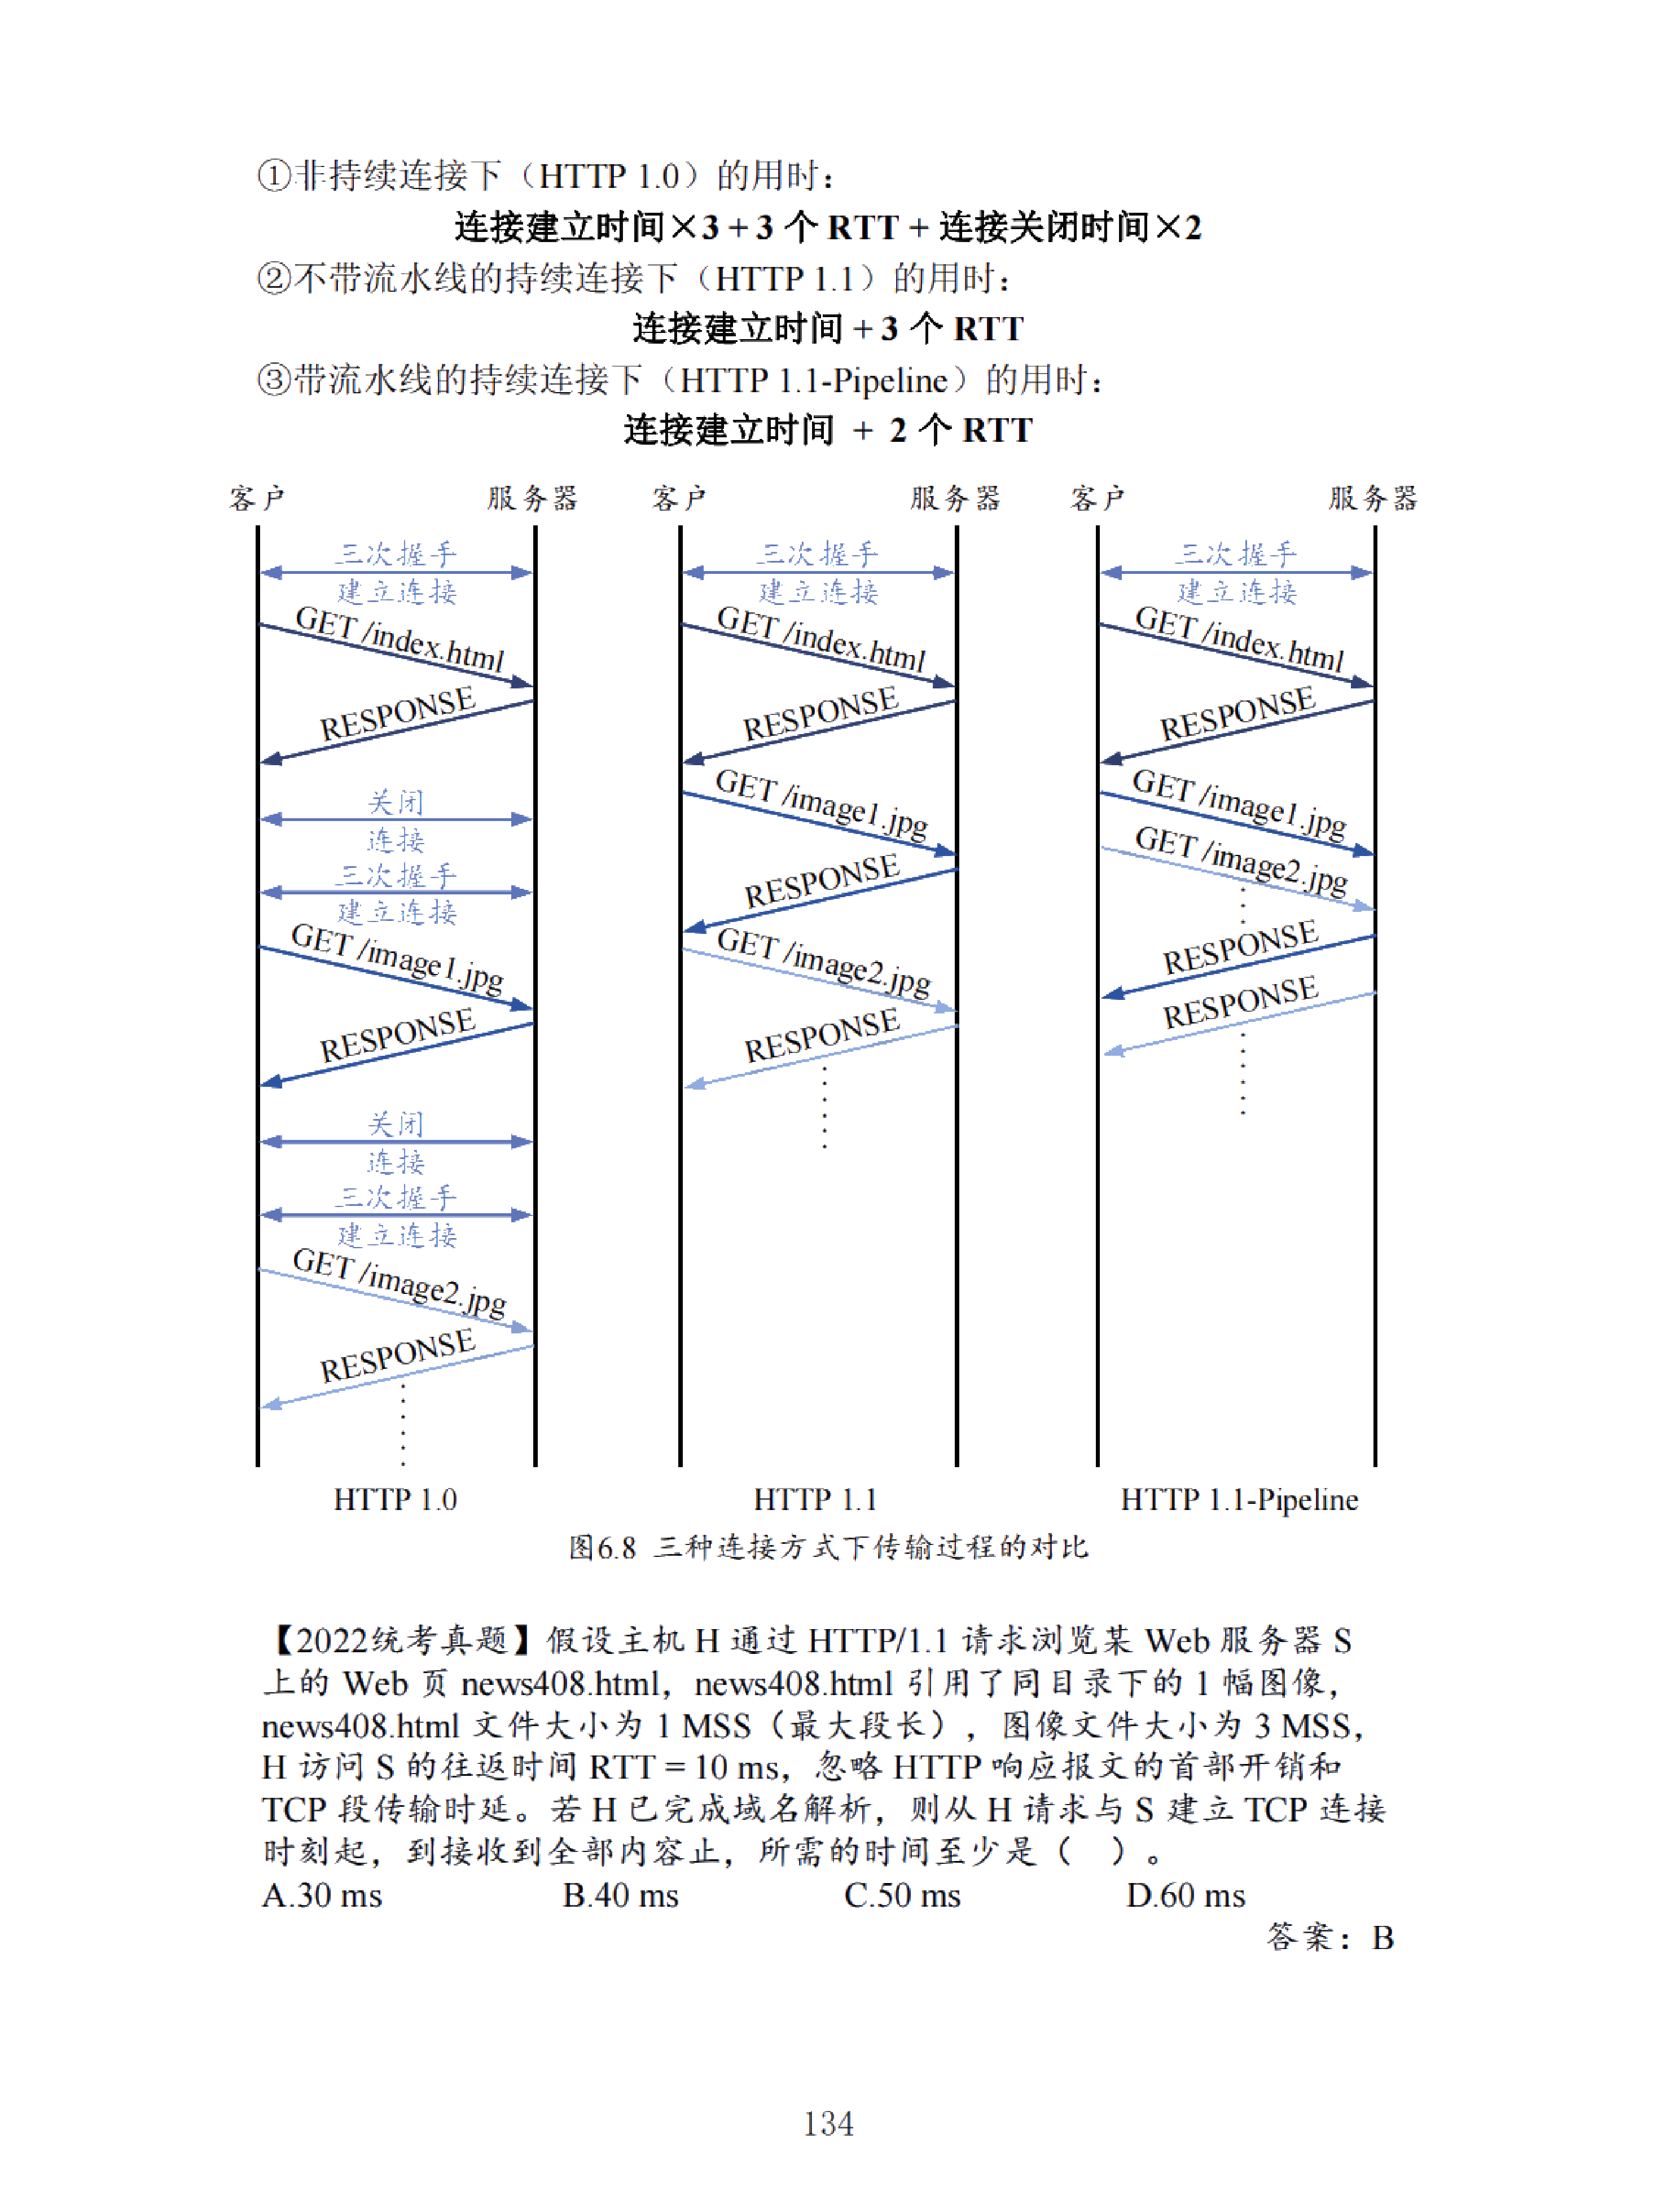 ①非持续连接下（HTTP 1.0）的用时：
连接建立时间×3 + 3 个 RTT + 连接关闭时间×2
②不带流水线的持续连接下（HTTP 1.1）的用时：
连接建立时间 + 3 个 RTT
③带流水线的持续连接下（HTTP 1.1-Pipeline）的用时：
连接建立时间 + 2 个 RTT
客户 服务器
三次握手
建立连接
GET /index.html
RESPONSE
关闭
连接
三次握手
建立连接
GET /image1.jpg
RESPONSE
关闭
连接
三次握手
建立连接
GET /image2.jpg
RESPONSE
HTTP 1.0
客户 服务器
三次握手
建立连接
GET /index.html
RESPONSE
GET /image1.jpg
RESPONSE
GET /image2.jpg
RESPONSE
HTTP 1.1
客户 服务器
三次握手
建立连接
GET /index.html
RESPONSE
GET /image1.jpg
GET /image2.jpg
RESPONSE
RESPONSE
HTTP 1.1-Pipeline
图6.8 三种连接方式下传输过程的对比
【2022统考真题】假设主机 H 通过 HTTP/1.1 请求浏览某 Web 服务器 S
上的 Web 页 news408.html，news408.html 引用了同目录下的 1 幅图像，
news408.html 文件大小为 1 MSS（最大段长），图像文件大小为 3 MSS，
H 访问 S 的往返时间 RTT = 10 ms，忽略 HTTP 响应报文的首部开销和
TCP 段传输时延。若 H 已完成域名解析，则从 H 请求与 S 建立 TCP 连接
时刻起，到接收到全部内容止，所需的时间至少是（ ）。
A.30 ms B.40 ms C.50 ms D.60 ms
答案：B
134